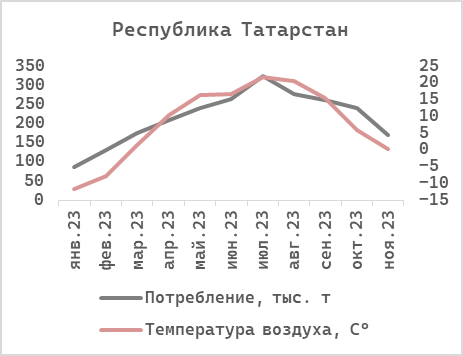 Республика Татарстан
350 25
300 20
250 15
200 10
150 5
100 0
50 -5
0 -10
-15
янв.23 фев.23 мар.23 апр.23 май.23 июн.23 июл.23 авг.23 сен.23 окт.23 ноя.23
Потребление, тыс. т
Температура воздуха, C°